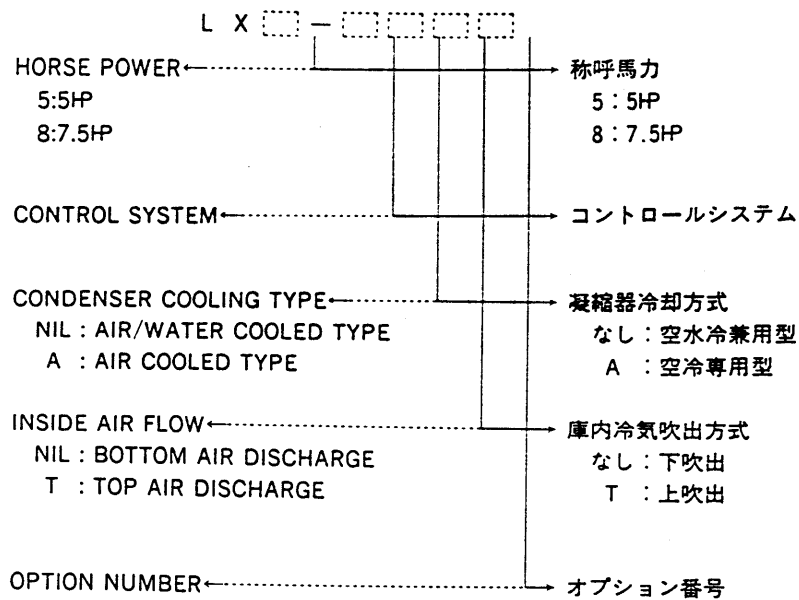 L X —
HORSE POWER 称呼馬力
5:5HP 5:5HP
8:7.5HP 8:7.5HP
CONTROL SYSTEM コントロールシステム
CONDENSER COOLING TYPE 凝縮器冷却方式
NIL : AIR/WATER COOLED TYPE なし:空水冷兼用型
A : AIR COOLED TYPE A :空冷専用型
INSIDE AIR FLOW 庫内冷気吹出方式
NIL : BOTTOM AIR DISCHARGE なし:下吹出
T : TOP AIR DISCHARGE T :上吹出
OPTION NUMBER オプション番号